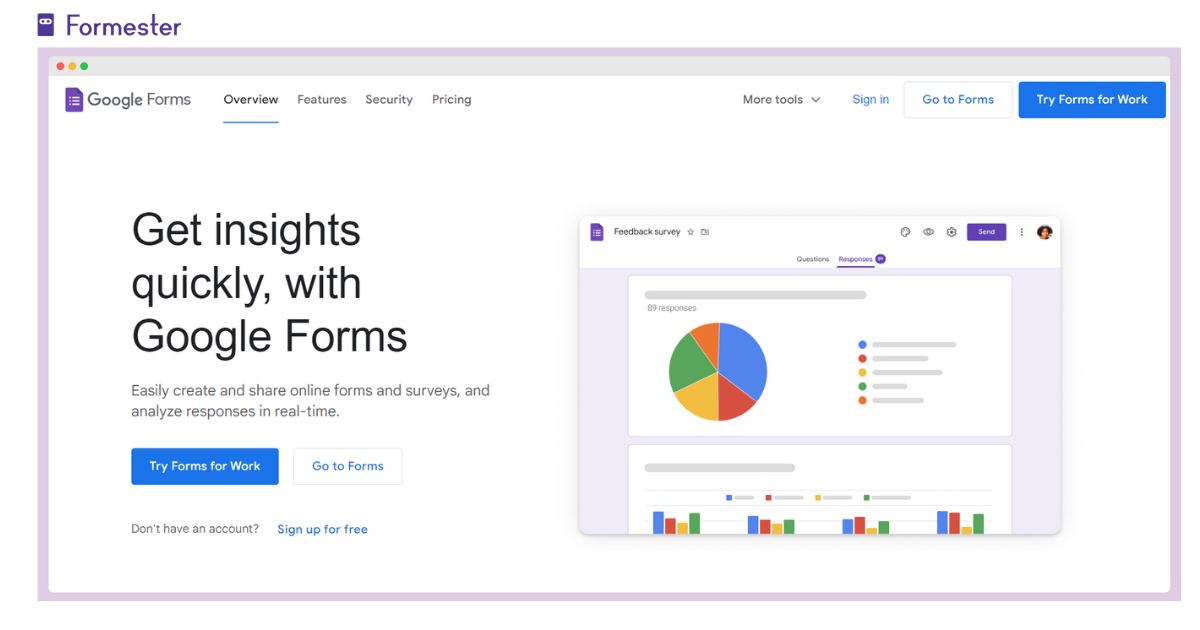 Formester
Google Forms
Overview
Features
Security
Pricing
More tools
Sign in
Go to Forms
Try Forms for Work
Get insights
quickly, with
Google Forms
Easily create and share online forms and surveys, and
analyze responses in real-time.
Try Forms for Work
Go to Forms
Don't have an account?
Sign up for free
Feedback survey
Send
Questions
Responses
89
89 responses